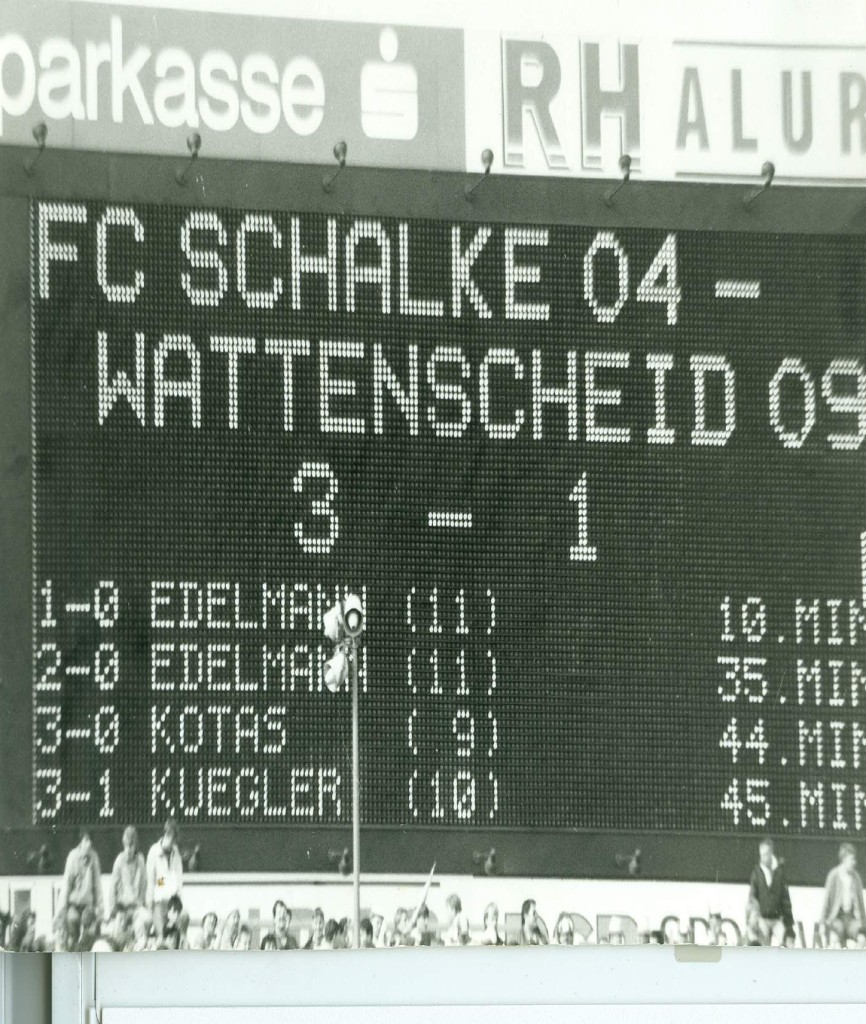 parkasse
RH ALUR
FC SCHALKE 04 -
WATTENSCHEID 09
3 - 1
1-0 EDELMANN (11) 10.MIN
2-0 EDELMANN (11) 35.MIN
3-0 KOTAS ( 9) 44.MIN
3-1 KUEGLER (10) 45.MIN